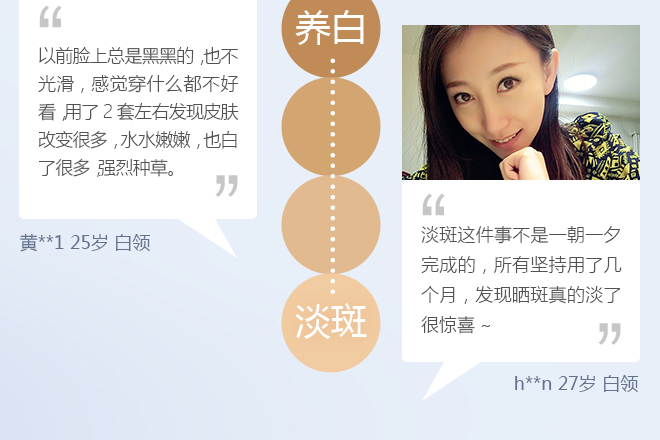 以前脸上总是黑黑的,也不
光滑，感觉穿什么都不好
看,用了2套左右发现皮肤
改变很多,水水嫩嫩,也白
了很多,强烈种草。
黄**1 25岁 白领
养白
淡斑
淡斑这件事不是一朝一夕
完成的，所有坚持用了几
个月，发现晒斑真的淡了
很惊喜~
h**n 27岁 白领